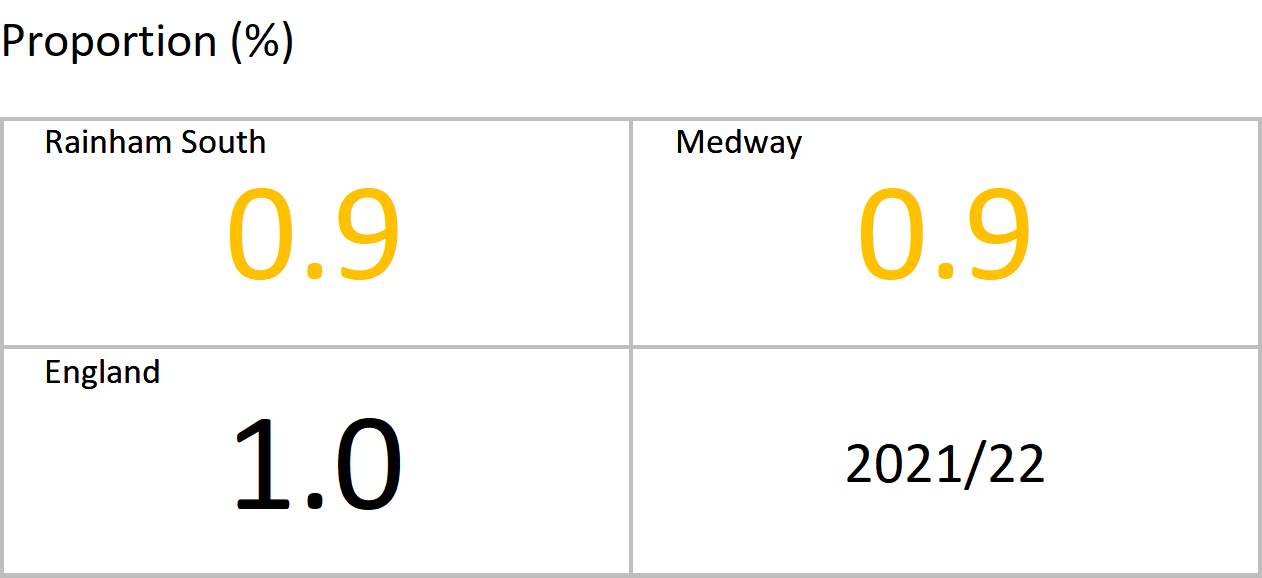 Proportion (%)
Rainham South
0.9
Medway
0.9
England
1.0
2021/22